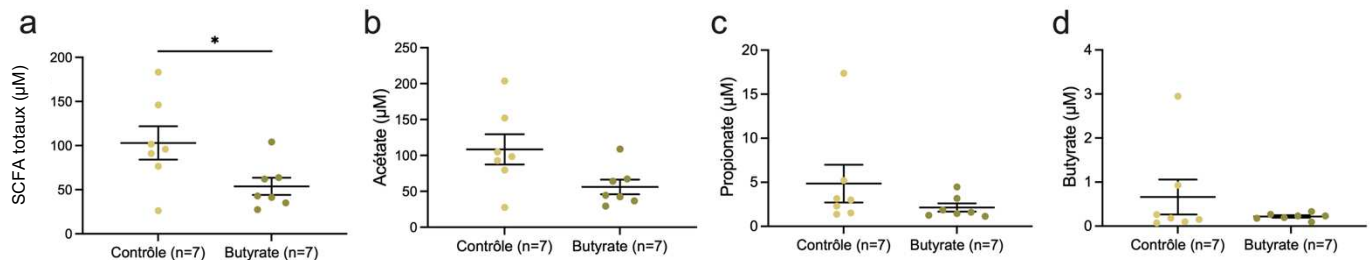 a
*
SCFA totaux (μM)
200
150
100
50
0
Contrôle (n=7)
Butyrate (n=7)
b
Acétate (μM)
250
200
150
100
50
0
Contrôle (n=7)
Butyrate (n=7)
c
Propionate (μM)
20
15
10
5
0
Contrôle (n=7)
Butyrate (n=7)
d
Butyrate (μM)
4
3
2
1
0
Contrôle (n=7)
Butyrate (n=7)